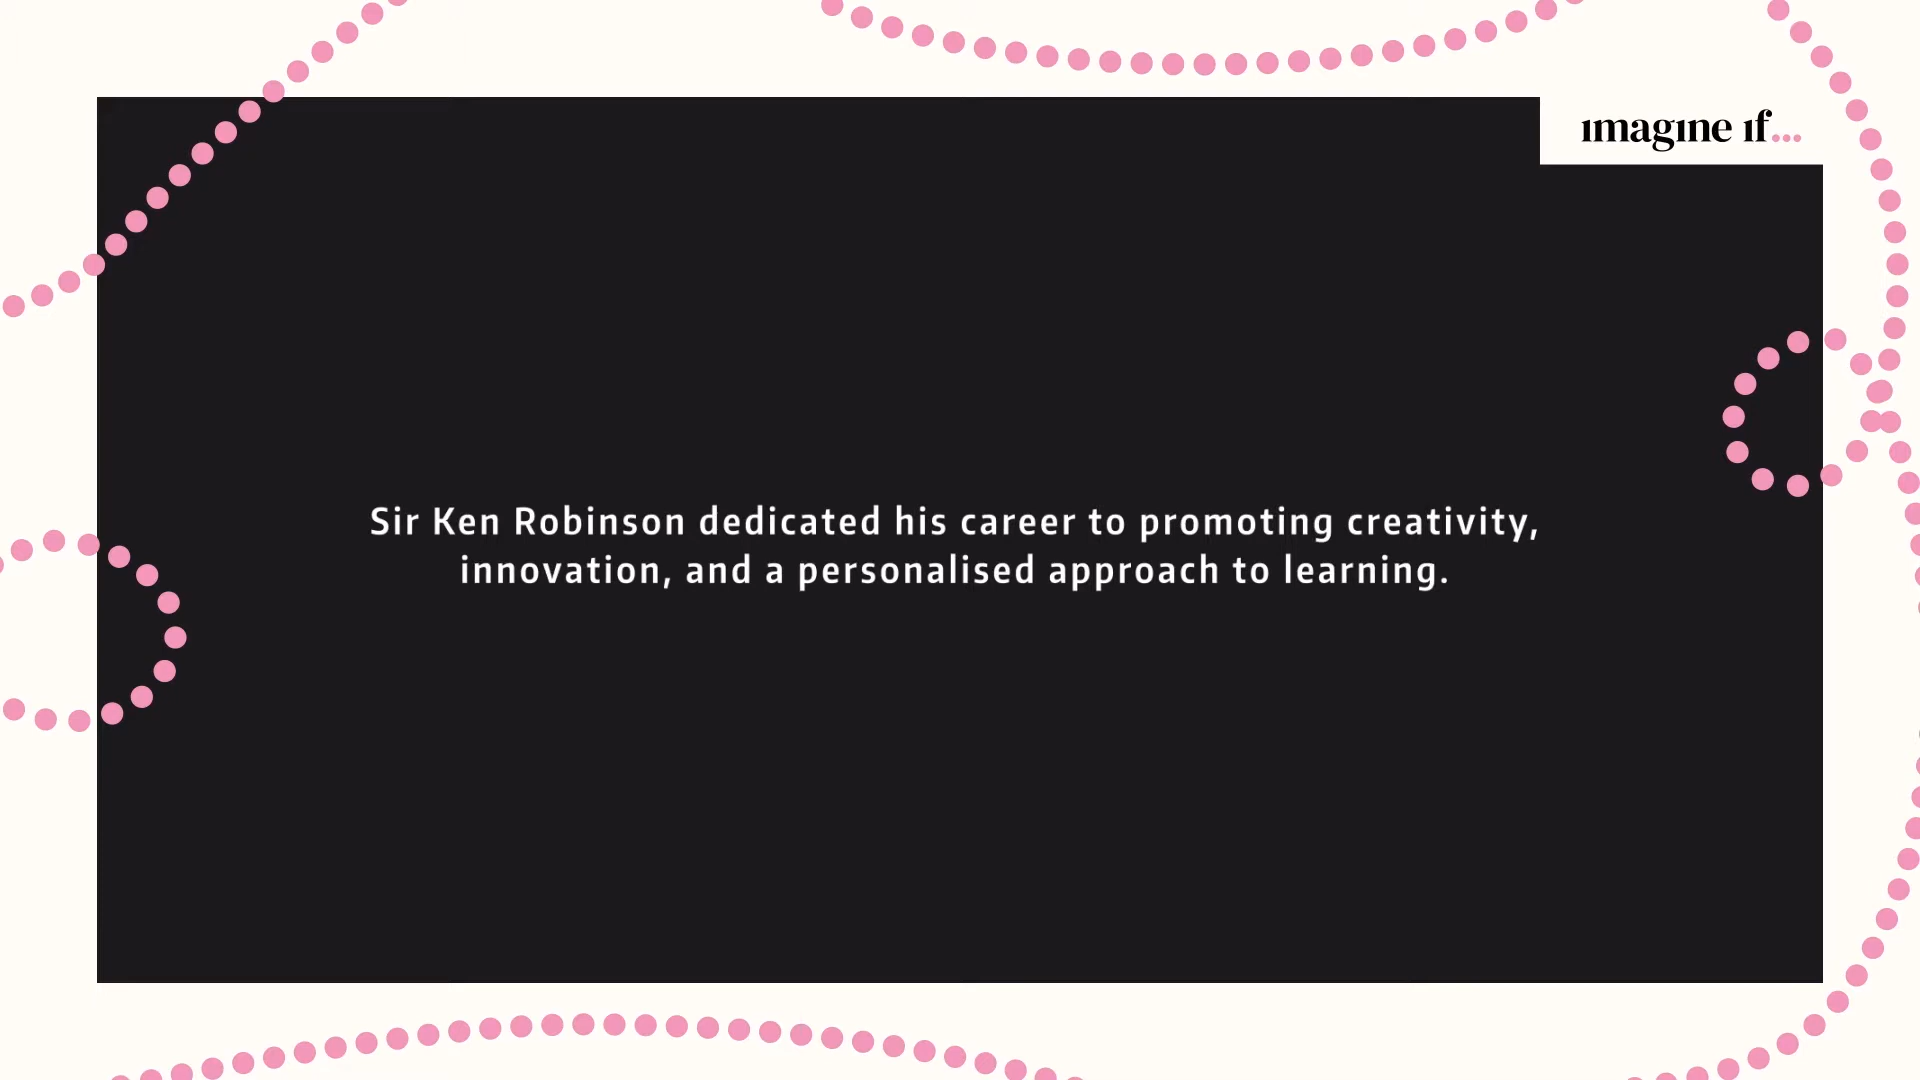 imagine if...
Sir Ken Robinson dedicated his career to promoting creativity,
innovation, and a personalised approach to learning.